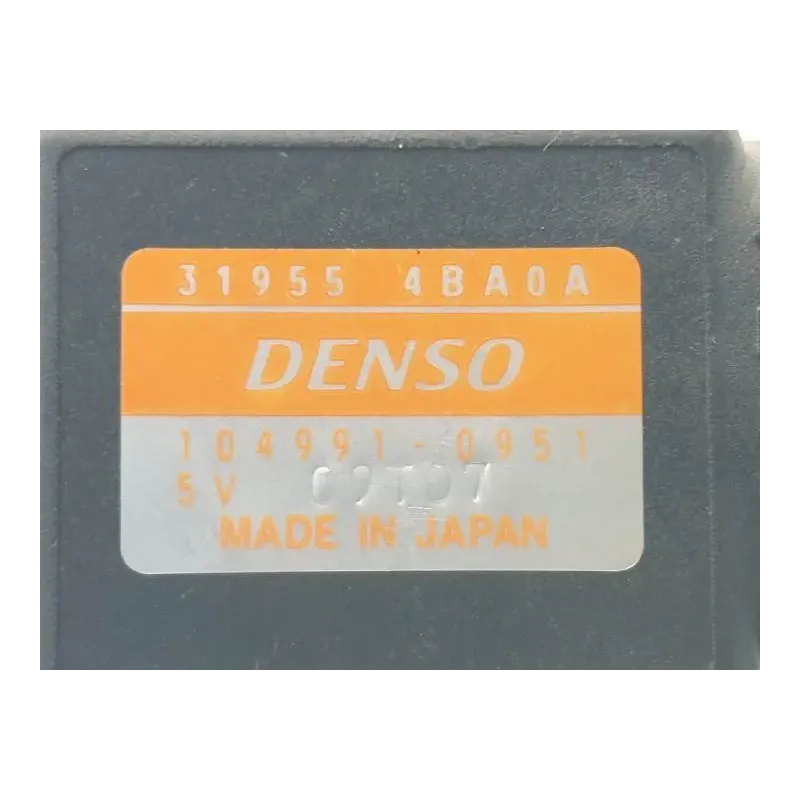 31955 4BA0A
DENSO
104991-0951
5V
MADE IN JAPAN